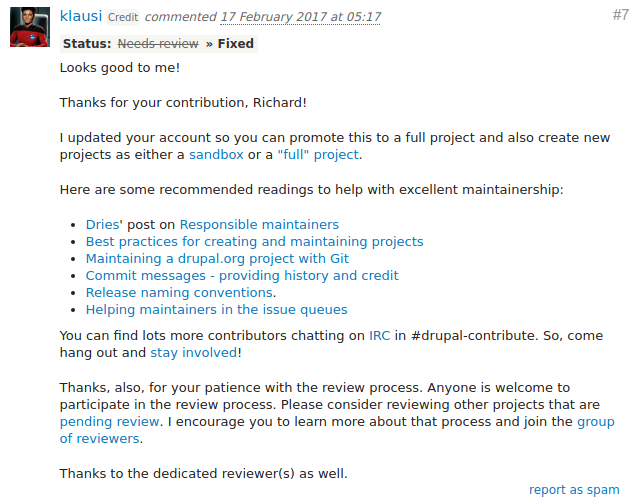 klausi Credit commented 17 February 2017 at 05:17 #7
Status: Needs review » Fixed
Looks good to me!
Thanks for your contribution, Richard!
I updated your account so you can promote this to a full project and also create new
projects as either a sandbox or a "full" project.
Here are some recommended readings to help with excellent maintainership:
• Dries' post on Responsible maintainers
• Best practices for creating and maintaining projects
• Maintaining a drupal.org project with Git
• Commit messages - providing history and credit
• Release naming conventions.
• Helping maintainers in the issue queues
You can find lots more contributors chatting on IRC in #drupal-contribute. So, come
hang out and stay involved!
Thanks, also, for your patience with the review process. Anyone is welcome to
participate in the review process. Please consider reviewing other projects that are
pending review. I encourage you to learn more about that process and join the group
of reviewers.
Thanks to the dedicated reviewer(s) as well.
report as spam